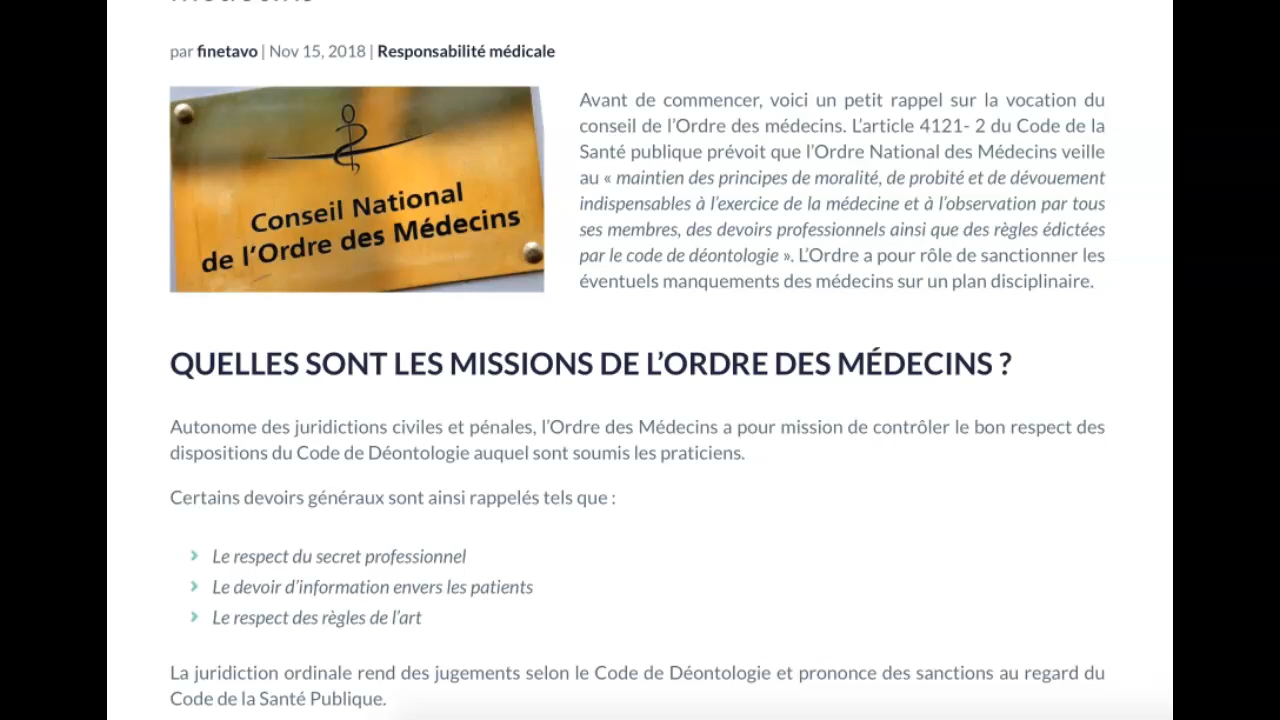 par finetavo | Nov 15, 2018 | Responsabilité médicale
Conseil National
de l'Ordre des Médecins
Avant de commencer, voici un petit rappel sur la vocation du
conseil de l’Ordre des médecins. L’article 4121- 2 du Code de la
Santé publique prévoit que l’Ordre National des Médecins veille
au « maintien des principes de moralité, de probité et de dévouement
indispensables à l’exercice de la médecine et à l’observation par tous
ses membres, des devoirs professionnels ainsi que des règles édictées
par le code de déontologie ». L’Ordre a pour rôle de sanctionner les
éventuels manquements des médecins sur un plan disciplinaire.
QUELLES SONT LES MISSIONS DE L’ORDRE DES MÉDECINS ?
Autonome des juridictions civiles et pénales, l’Ordre des Médecins a pour mission de contrôler le bon respect des
dispositions du Code de Déontologie auquel sont soumis les praticiens.
Certains devoirs généraux sont ainsi rappelés tels que :
Le respect du secret professionnel
Le devoir d’information envers les patients
Le respect des règles de l’art
La juridiction ordinale rend des jugements selon le Code de Déontologie et prononce des sanctions au regard du
Code de la Santé Publique.